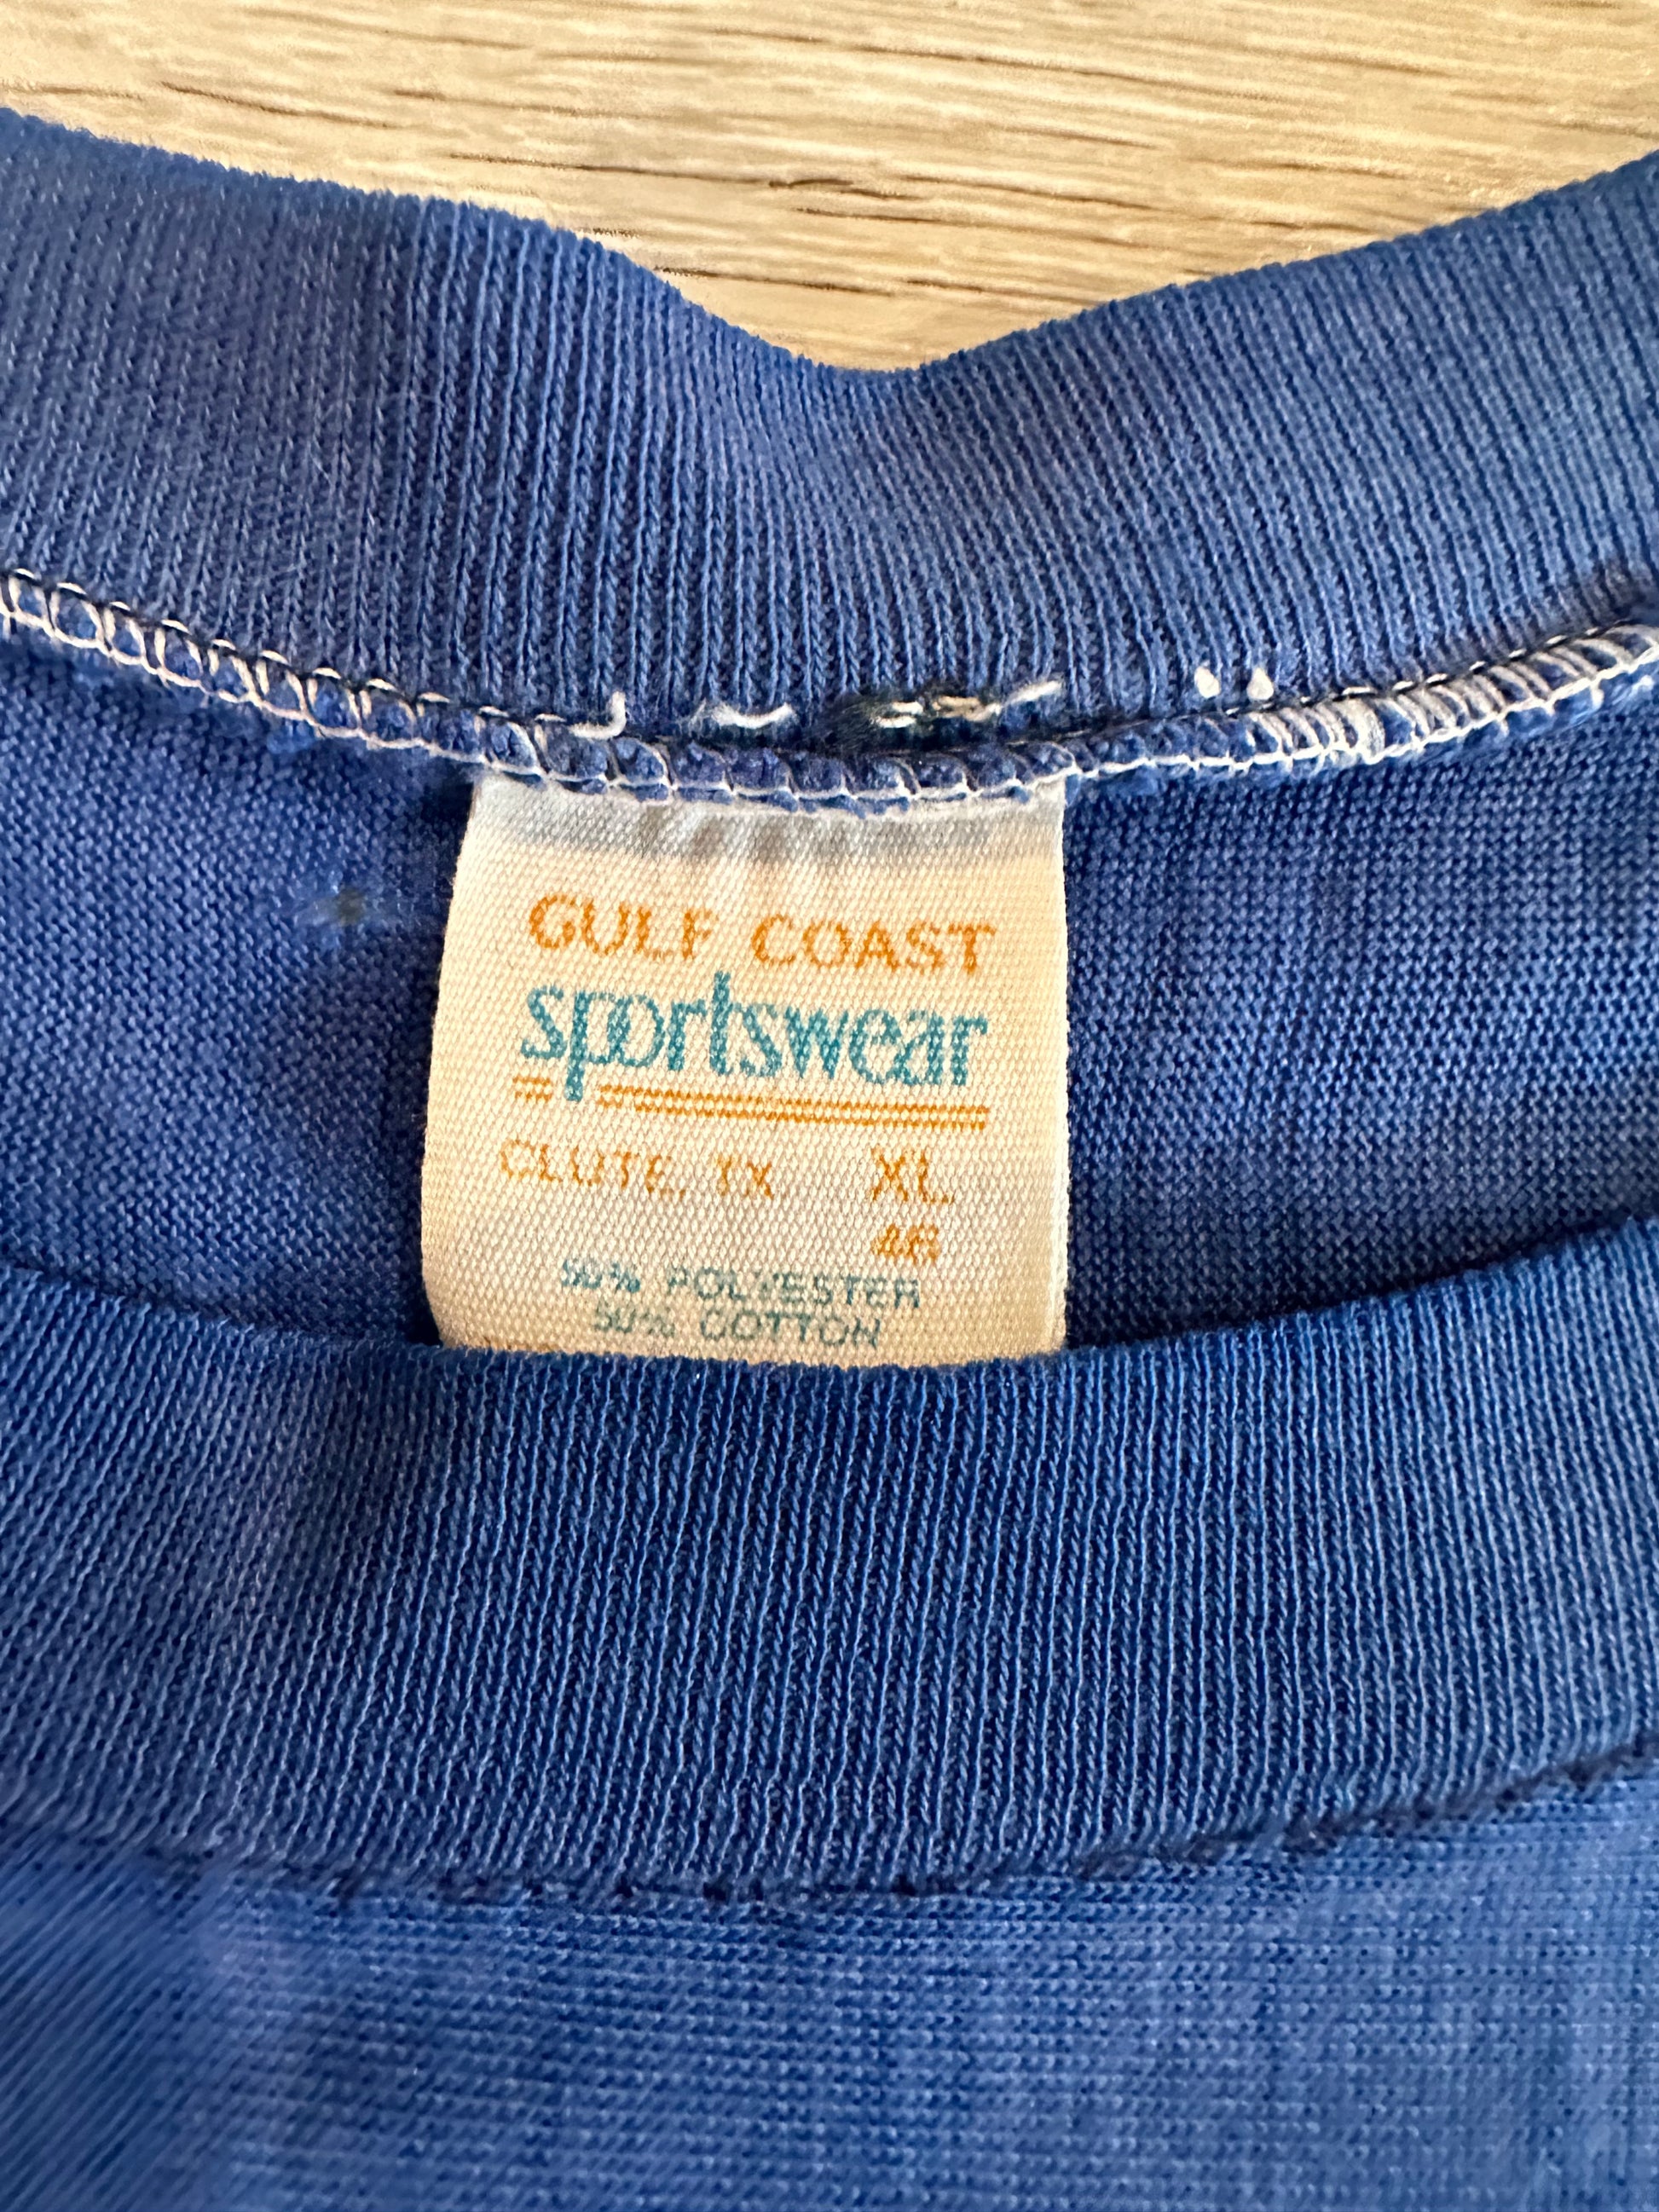 GULF COAST
sportswear
CLUTE, TX XL
46
50% POLYESTER
50% COTTON